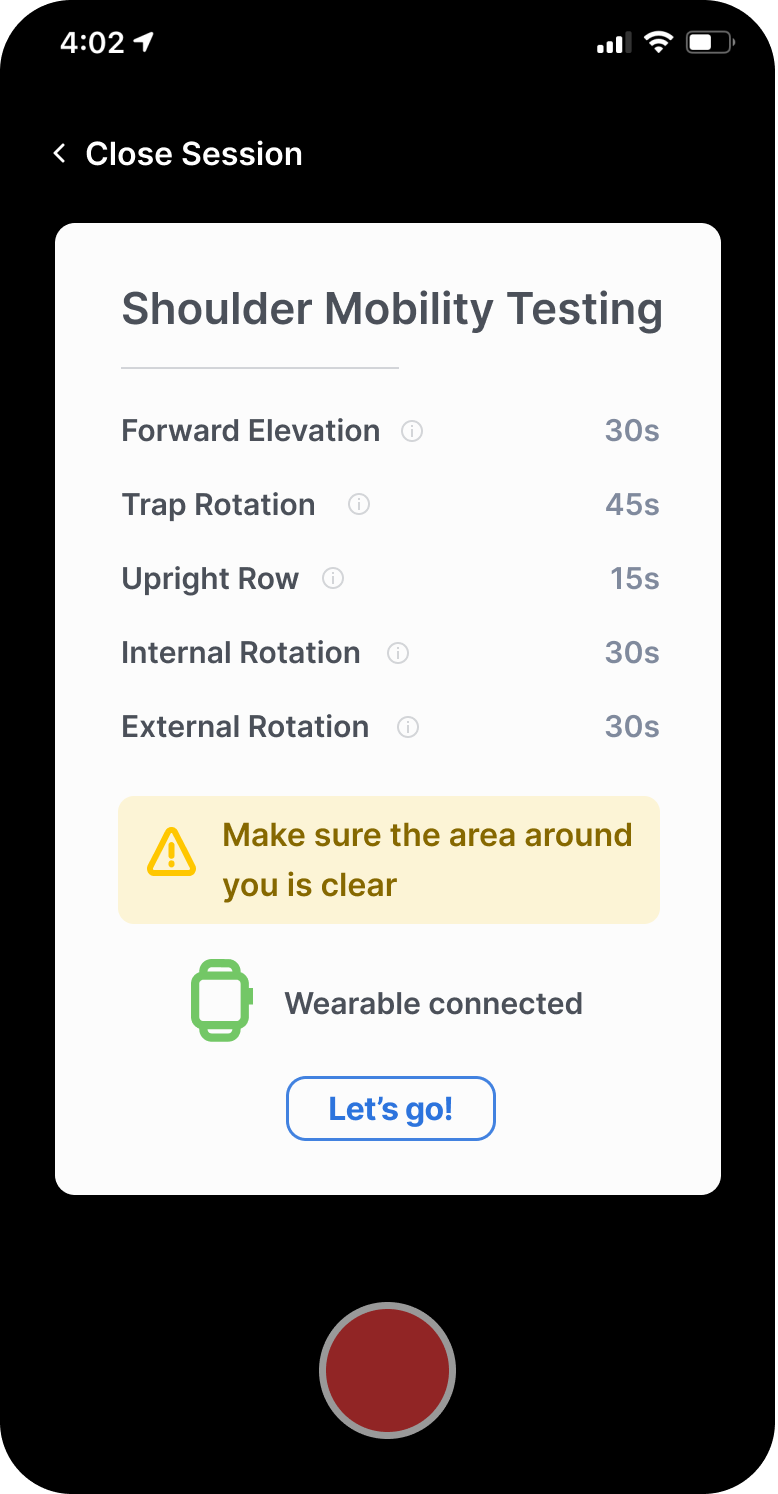 4:02
Close Session
Shoulder Mobility Testing
Forward Elevation 30s
Trap Rotation 45s
Upright Row 15s
Internal Rotation 30s
External Rotation 30s
Make sure the area around
you is clear
Wearable connected
Let’s go!